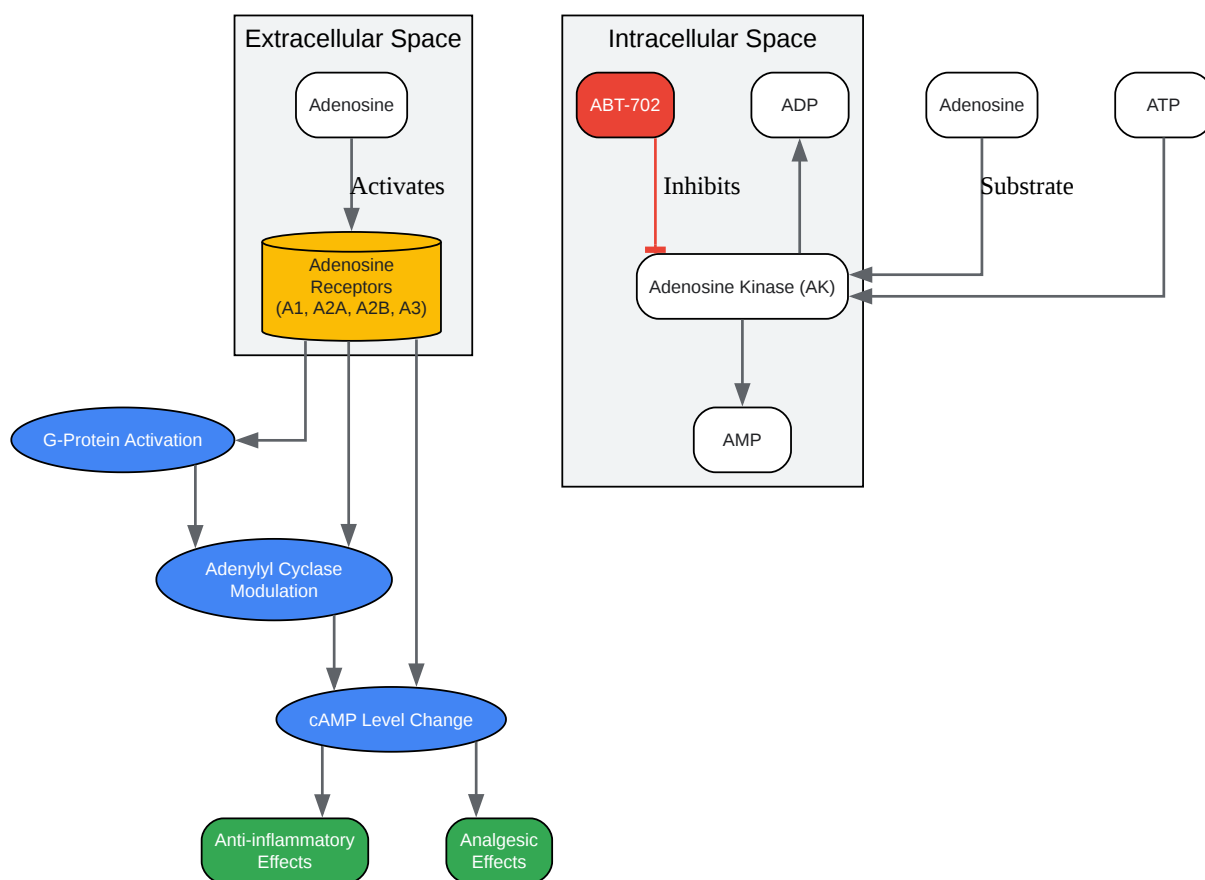 Extracellular Space
Intracellular Space
Adenosine
ABT-702
ADP
Adenosine
ATP
Activates
Inhibits
Substrate
Adenosine
Receptors
(A1, A2A, A2B, A3)
Adenosine Kinase (AK)
G-Protein Activation
AMP
Adenylyl Cyclase
Modulation
cAMP Level Change
Anti-inflammatory
Effects
Analgesic
Effects